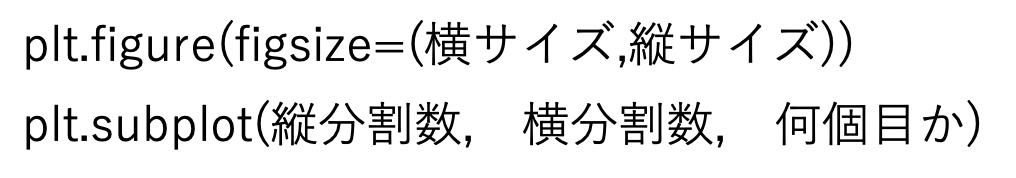 plt.figure(figsize=(横サイズ,縦サイズ))
plt.subplot(縦分割数,　横分割数,　何個目か)